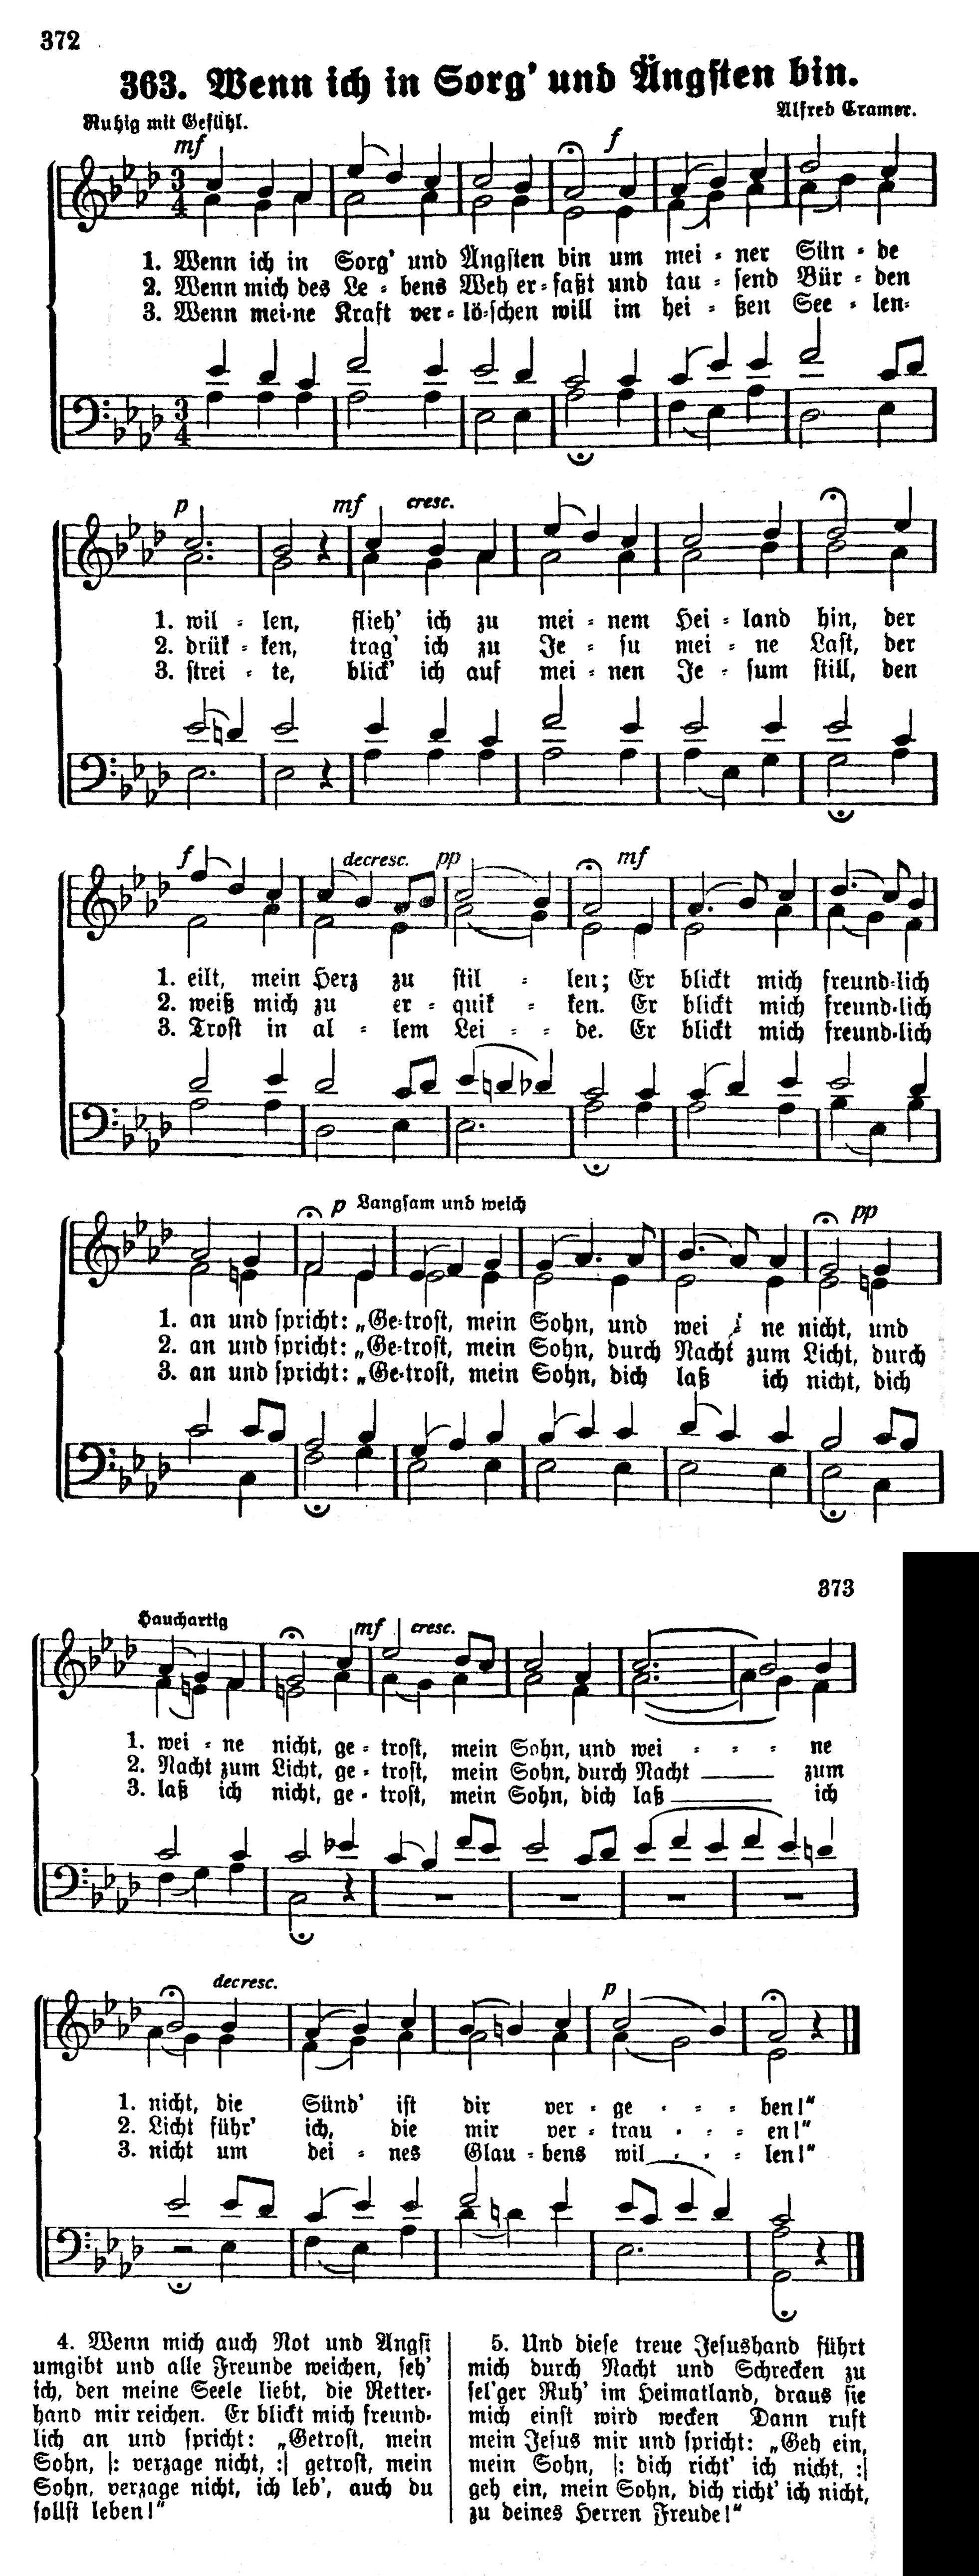 372
363. Wenn ich in Sorg' und Ängsten bin.
Ruhig mit Gefühl.
Alfred Cramer.
mf f
1. Wenn ich in Sorg' und Ängsten bin um mei - ner Sün - de
2. Wenn mich des Le - bens Weh er - faßt und tau - send Bür - den
3. Wenn mei - ne Kraft ver - lö - schen will im hei - ßen See - len-
p mf cresc.
1. wil - len, flieh' ich zu mei - nem Hei - land hin, der
2. drük - ken, trag' ich zu Je - su mei - ne Last, der
3. strei - te, blick' ich auf mei - nen Je - sum still, den
f decresc. pp mf
1. eilt, mein Herz zu stil - len; Er blickt mich freund-lich
2. weiß mich zu er - quik - ken. Er blickt mich freund-lich
3. Trost in al - lem Lei - - de. Er blickt mich freund-lich
p Langsam und weich pp
1. an und spricht: „Ge-trost, mein Sohn, und wei - ne nicht, und
2. an und spricht: „Ge-trost, mein Sohn, durch Nacht zum Licht, durch
3. an und spricht: „Ge-trost, mein Sohn, dich laß ich nicht, dich
373
Hauchartig mf cresc.
1. wei - ne nicht, ge - trost, mein Sohn, und wei - - - ne
2. Nacht zum Licht, ge - trost, mein Sohn, durch Nacht ___ zum
3. laß ich nicht, ge - trost, mein Sohn, dich laß ___ ich
decresc. p
1. nicht, die Sünd' ist dir ver - ge - - - ben!“
2. Licht führ' ich, die mir ver - trau - - - en!“
3. nicht um dei - nes Glau - bens wil - - - len!“
4. Wenn mich auch Not und Angst
umgibt und alle Freunde weichen, seh'
ich, den meine Seele liebt, die Retter-
hand mir reichen. Er blickt mich freund-
lich an und spricht: „Getrost, mein
Sohn, |: verzage nicht, :| getrost, mein
Sohn, verzage nicht, ich leb', auch du
sollst leben!“
5. Und diese treue Jesushand führt
mich durch Nacht und Schrecken zu
sel'ger Ruh' im Heimatland, draus sie
mich einst wird wecken Dann ruft
mein Jesus mir und spricht: „Geh ein,
mein Sohn, |: dich richt' ich nicht, :|
geh ein, mein Sohn, dich richt' ich nicht,
zu deines Herren Freude!“